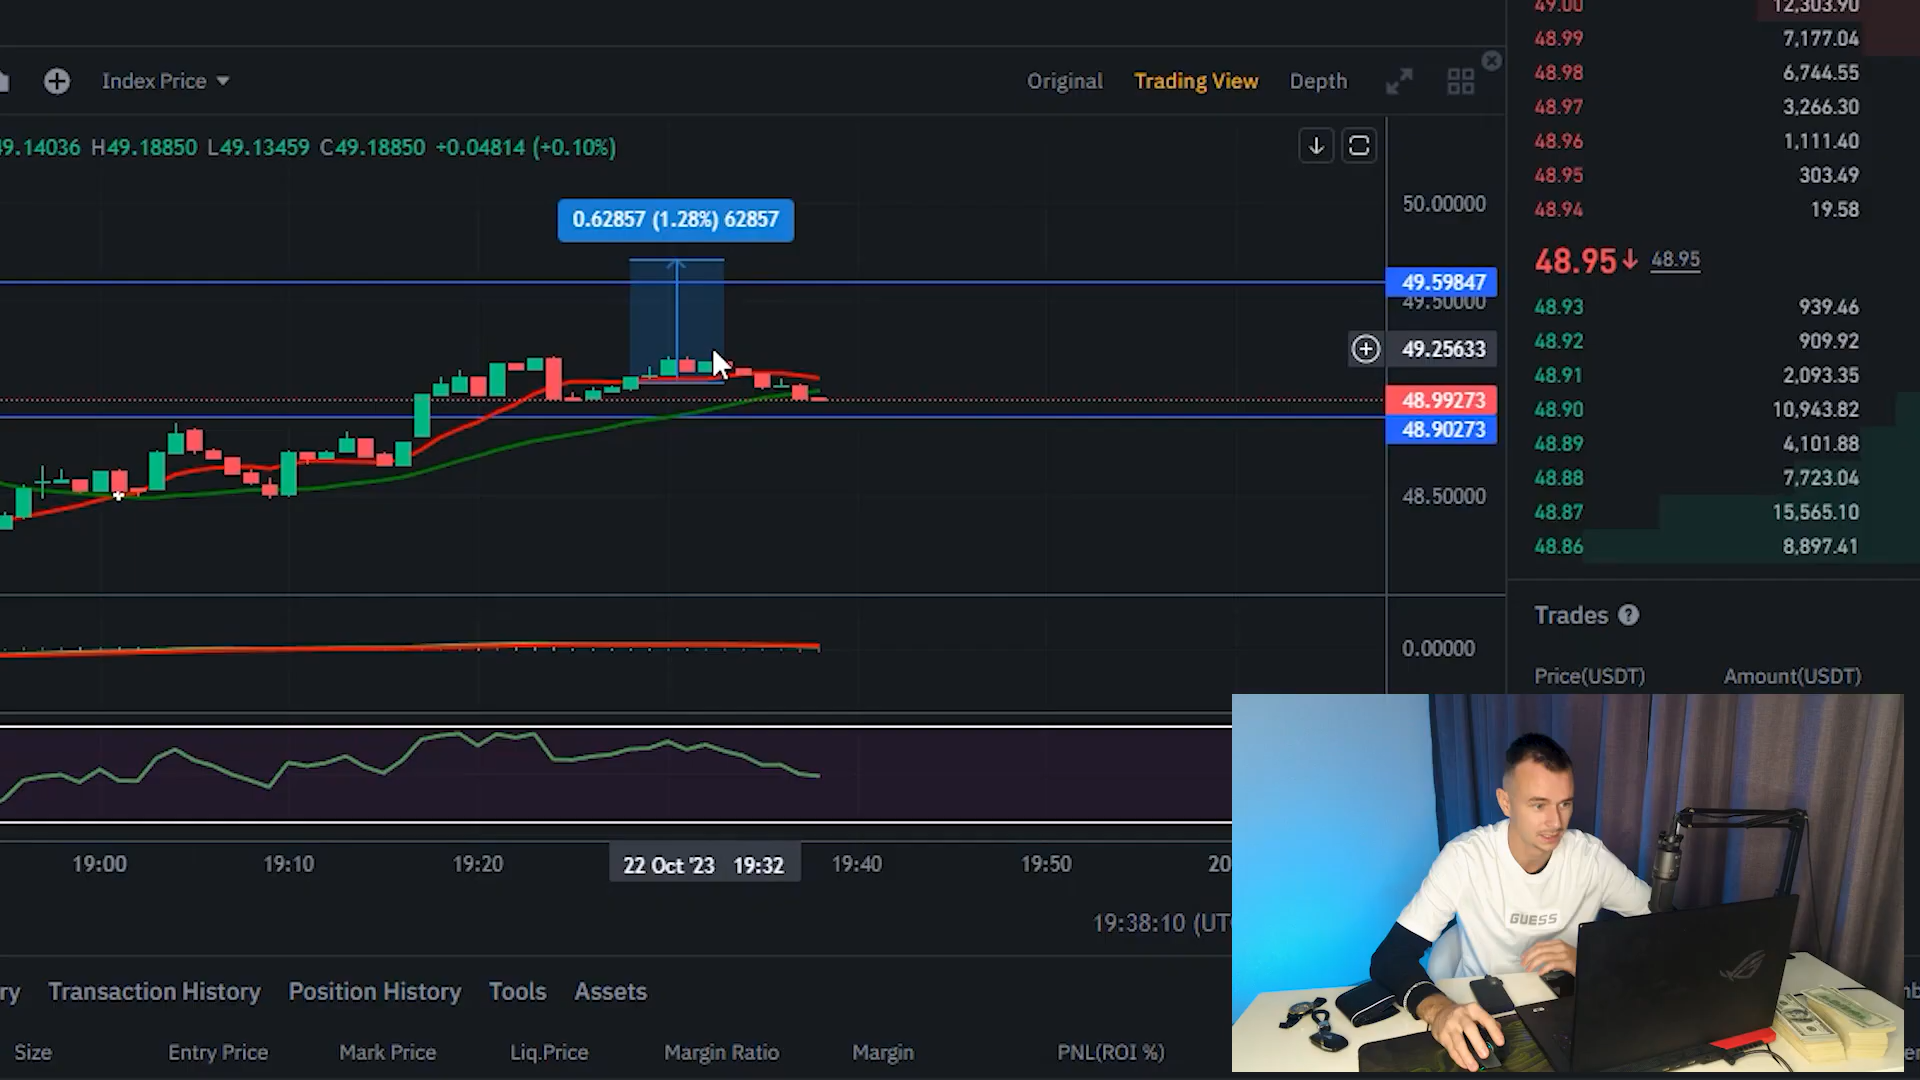 Index Price
Original Trading View Depth
49.14036 H49.18850 L49.13459 C49.18850 +0.04814 (+0.10%)
0.62857 (1.28%) 62857
50.00000
49.59847
49.50000
49.25633
48.99273
48.90273
48.50000
0.00000
19:00 19:10 19:20 22 Oct '23 19:32 19:40 19:50 20
19:38:10 (UT
ry Transaction History Position History Tools Assets
Size Entry Price Mark Price Liq.Price Margin Ratio Margin PNL(ROI %)
49.00 12,303.90
48.99 7,177.04
48.98 6,744.55
48.97 3,266.30
48.96 1,111.40
48.95 303.49
48.94 19.58
48.95↓ 48.95
48.93 939.46
48.92 909.92
48.91 2,093.35
48.90 10,943.82
48.89 4,101.88
48.88 7,723.04
48.87 15,565.10
48.86 8,897.41
Trades ?
Price(USDT) Amount(USDT)
GUESS